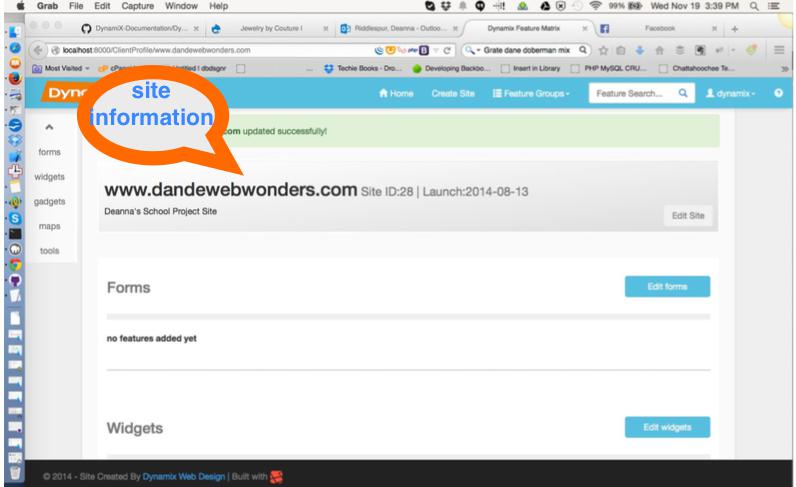 Grab File Edit Capture Window Help 99% Wed Nov 19 3:39 PM
DynamiX-Documentation/Dy... Jewelry by Couture I Riddlespur, Deanna - Outloo... Dynamix Feature Matrix Facebook
localhost:8000/ClientProfile/www.dandewebwonders.com Grate dane doberman mix
Most Visited Untitled | dbdsgnr ... Techie Books - Dro... Developing Backbo... Insert in Library PHP MySQL CRU... Chattahoochee Te...
Home Create Site Feature Groups Feature Search... dynamix
site
information
.com updated successfully!
forms
widgets
gadgets
maps
tools
www.dandewebwonders.com Site ID:28 | Launch:2014-08-13
Deanna's School Project Site
Edit Site
Forms
Edit forms
no features added yet
Widgets
Edit widgets
© 2014 - Site Created By Dynamix Web Design | Built with